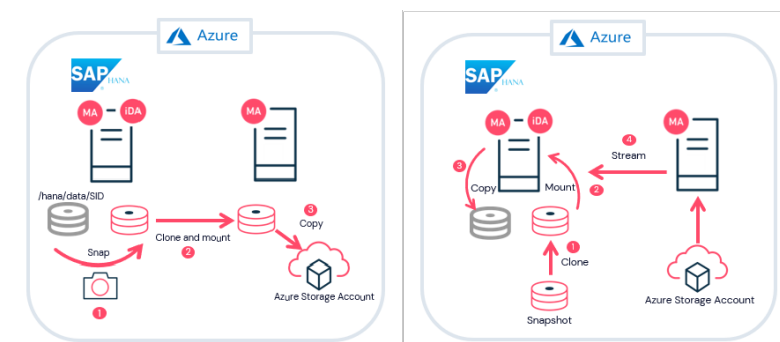 Azure
SAP HANA
®
MA
iDA
MA
/hana/data/SID
Snap
1
Clone and mount
2
3
Copy
Azure Storage Account
Azure
SAP HANA
®
MA
iDA
MA
4
Stream
3
Copy
Mount
2
1
Clone
Snapshot
Azure Storage Account